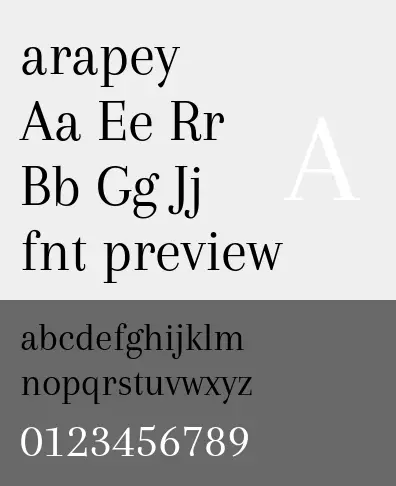 arapey
Aa Ee Rr
Bb Gg Jj
fnt preview
A
abcdefghijklm
nopqrstuvwxyz
0123456789